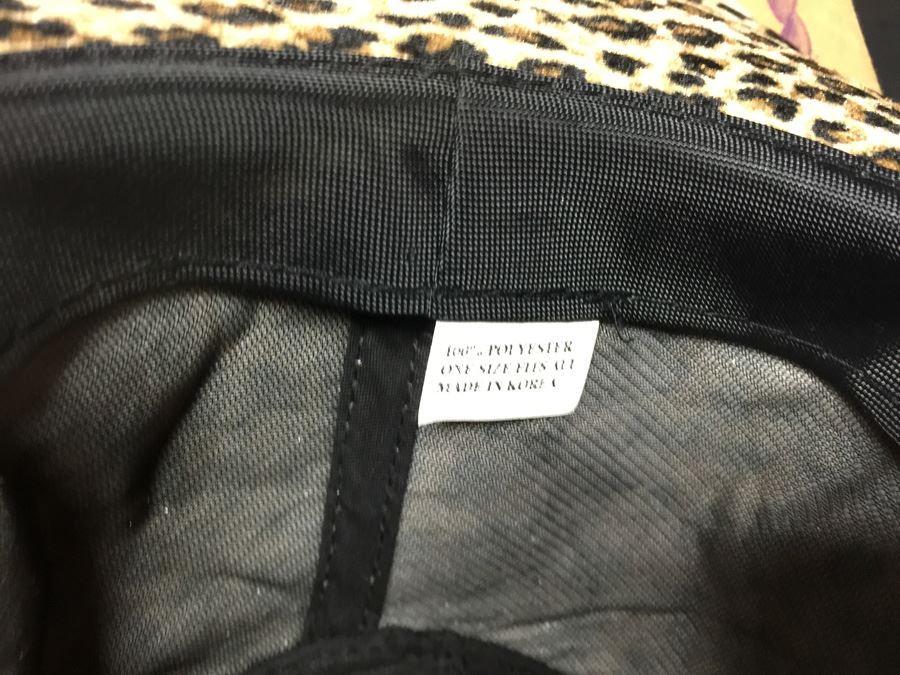 100% POLYESTER
ONE SIZE FITS ALL
MADE IN KOREA